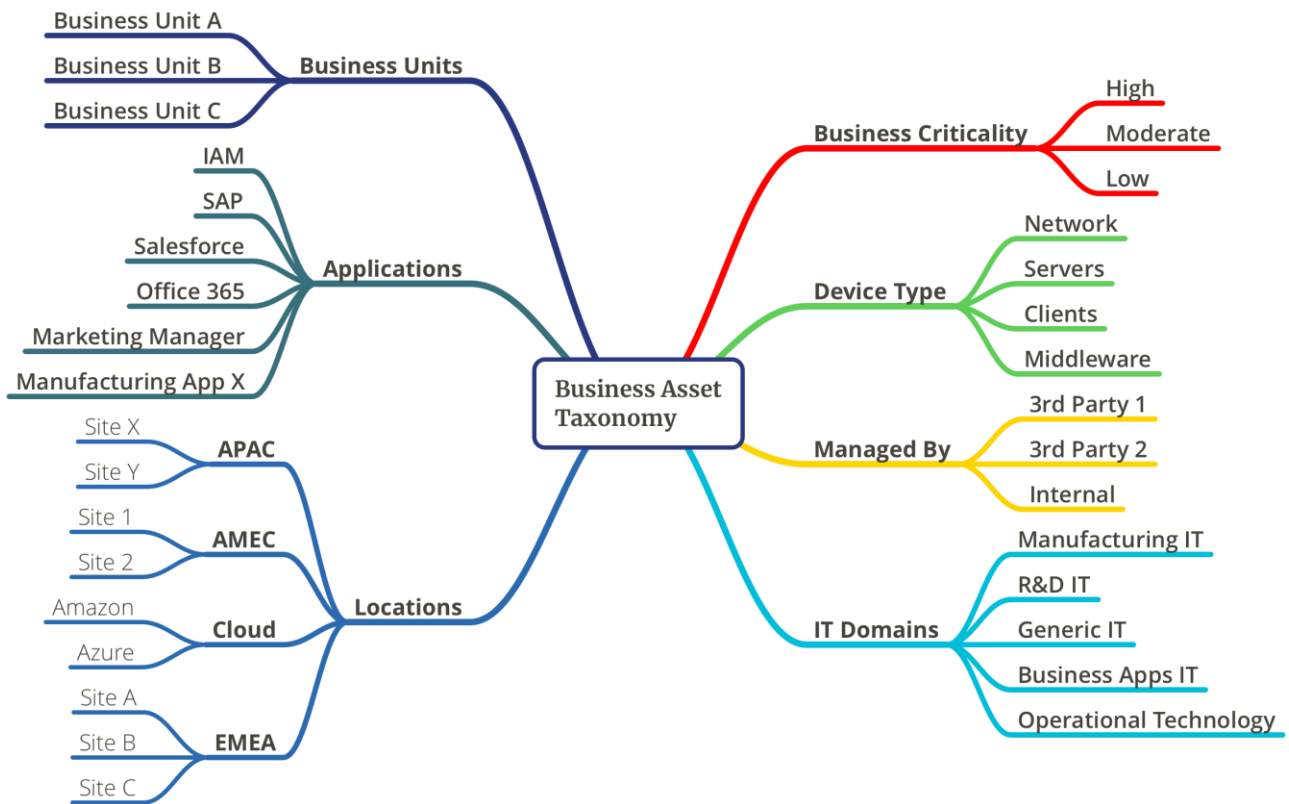 Business Asset
Taxonomy
Business Units
Business Unit A
Business Unit B
Business Unit C
Applications
IAM
SAP
Salesforce
Office 365
Marketing Manager
Manufacturing App X
Locations
APAC
Site X
Site Y
AMEC
Site 1
Site 2
Cloud
Amazon
Azure
EMEA
Site A
Site B
Site C
Business Criticality
High
Moderate
Low
Device Type
Network
Servers
Clients
Middleware
Managed By
3rd Party 1
3rd Party 2
Internal
IT Domains
Manufacturing IT
R&D IT
Generic IT
Business Apps IT
Operational Technology